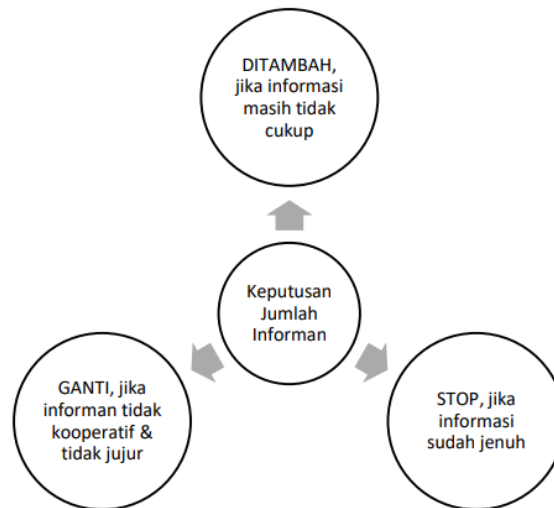 DITAMBAH,
jika informasi
masih tidak
cukup
Keputusan
Jumlah
Informan
GANTI, jika
informan tidak
kooperatif &
tidak jujur
STOP, jika
informasi
sudah jenuh